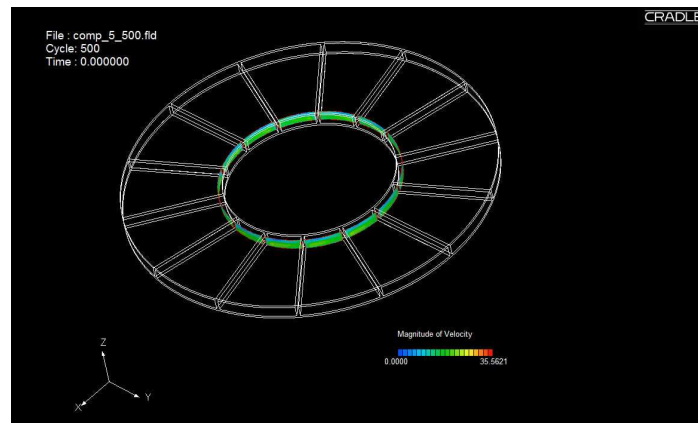 CRADLE
File : comp_5_500.fld
Cycle: 500
Time : 0.000000
Magnitude of Velocity
0.0000 35.5621
Z
X
Y